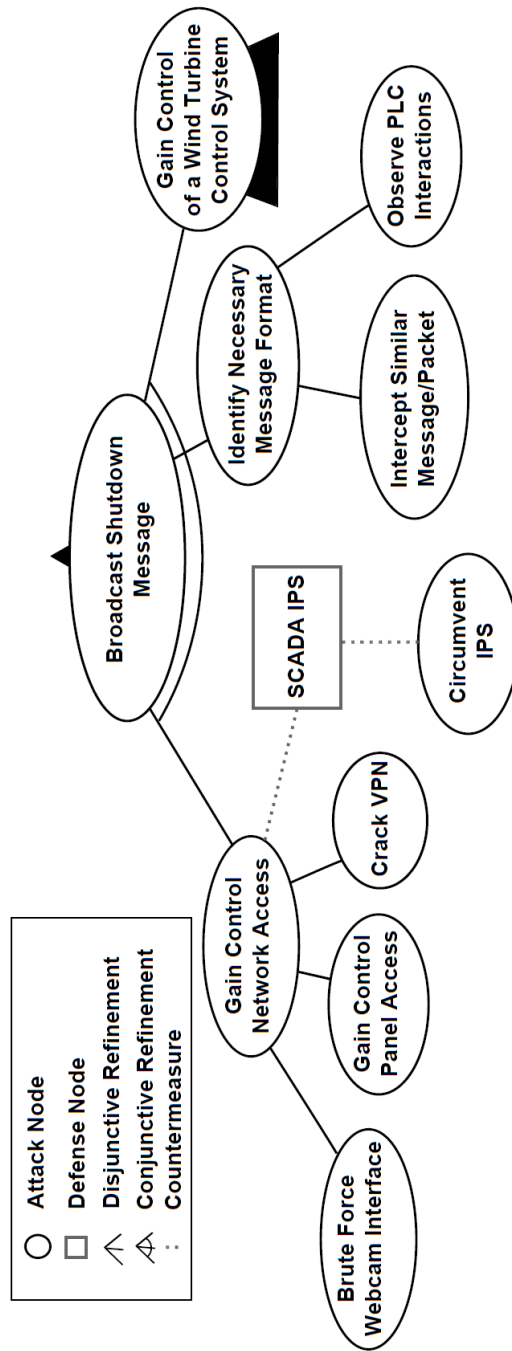 Attack Node
Defense Node
Disjunctive Refinement
Conjunctive Refinement
Countermeasure
Broadcast Shutdown
Message
Gain Control
Network Access
SCADA IPS
Identify Necessary
Message Format
Gain Control
of a Wind Turbine
Control System
Brute Force
Webcam Interface
Gain Control
Panel Access
Crack VPN
Circumvent
IPS
Intercept Similar
Message/Packet
Observe PLC
Interactions